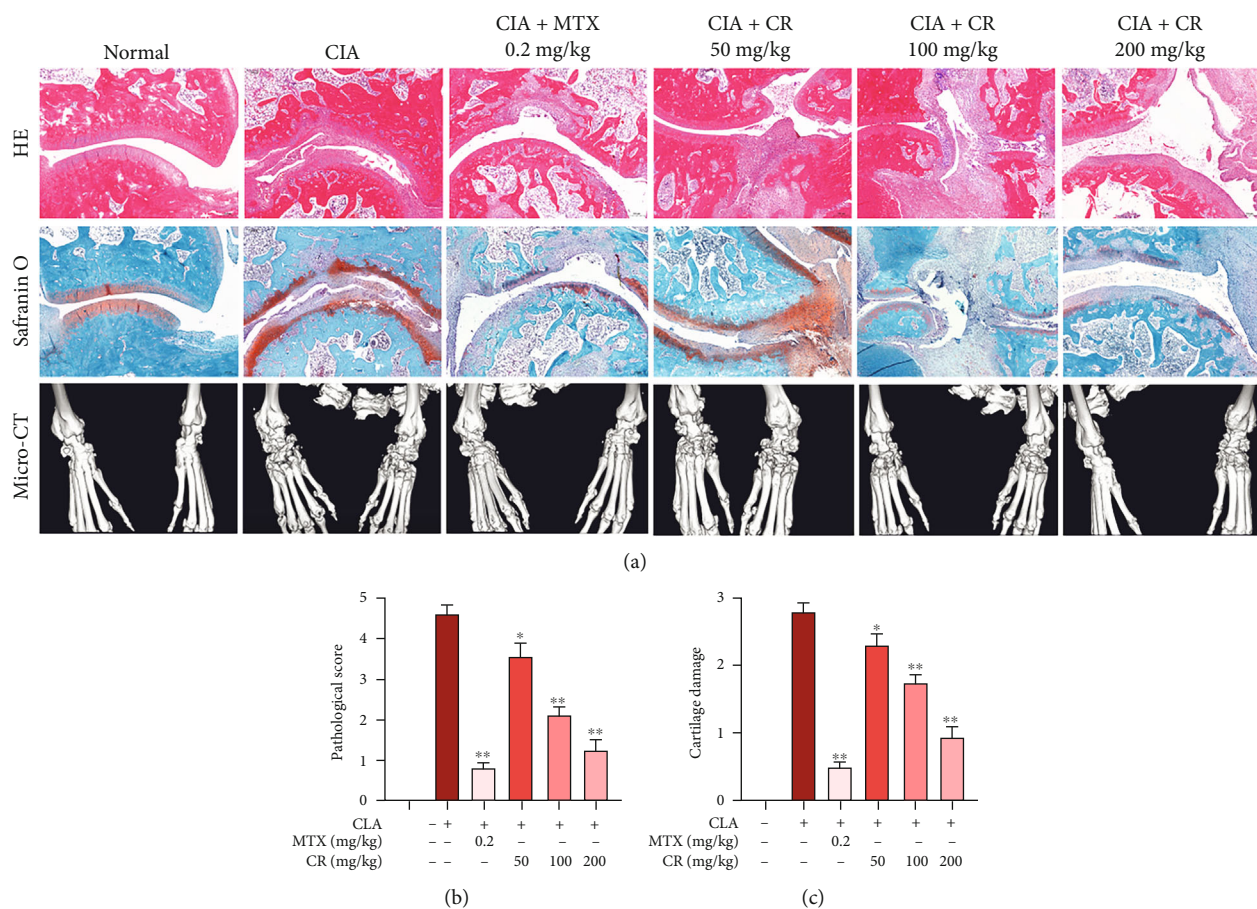 Normal
CIA
CIA + MTX
0.2 mg/kg
CIA + CR
50 mg/kg
CIA + CR
100 mg/kg
CIA + CR
200 mg/kg
HE
Safranin O
Micro-CT
(a)
Pathological score
5
4
3
2
1
0
**
*
**
**
CLA – + + + + +
MTX (mg/kg) – – 0.2 – – –
CR (mg/kg) – – – 50 100 200
(b)
Cartilage damage
3
2
1
0
**
*
**
**
CLA – + + + + +
MTX (mg/kg) – – 0.2 – – –
CR (mg/kg) – – – 50 100 200
(c)